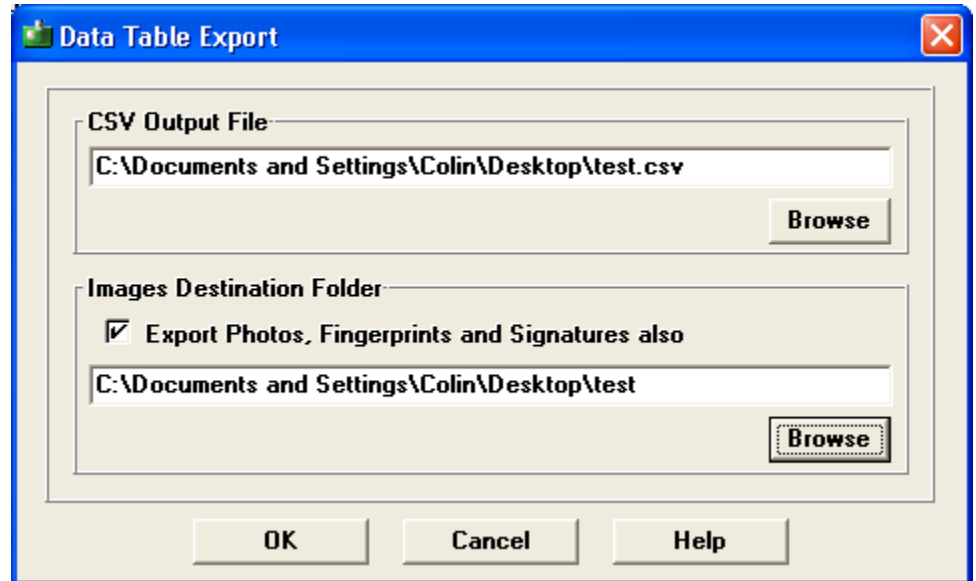 Data Table Export
CSV Output File
C:\Documents and Settings\Colin\Desktop\test.csv
Browse
Images Destination Folder
Export Photos, Fingerprints and Signatures also
C:\Documents and Settings\Colin\Desktop\test
Browse
OK Cancel Help